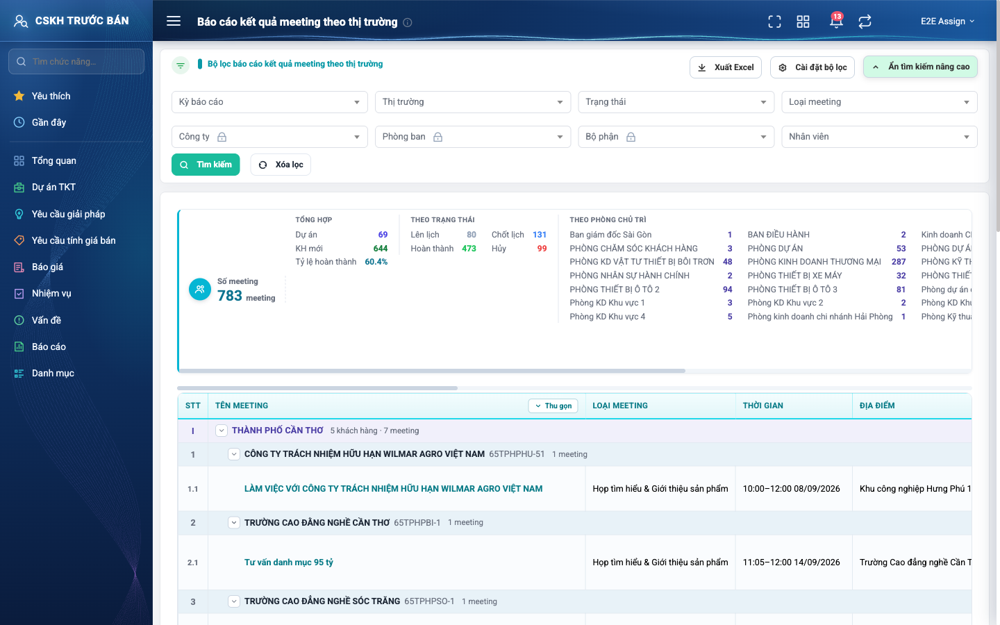 CSKH TRƯỚC BÁN
Báo cáo kết quả meeting theo thị trường
13
E2E Assign
Tìm chức năng...
Yêu thích
Gần đây
Tổng quan
Dự án TKT
Yêu cầu giải pháp
Yêu cầu tính giá bán
Báo giá
Nhiệm vụ
Vấn đề
Báo cáo
Danh mục
Bộ lọc báo cáo kết quả meeting theo thị trường
Xuất Excel
Cài đặt bộ lọc
Ẩn tìm kiếm nâng cao
Kỳ báo cáo
Thị trường
Trạng thái
Loại meeting
Công ty
Phòng ban
Bộ phận
Nhân viên
Tìm kiếm
Xóa lọc
Số meeting
783 meeting
TỔNG HỢP
Dự án 69
KH mới 644
Tỷ lệ hoàn thành 60.4%
THEO TRẠNG THÁI
Lên lịch 80 Chốt lịch 131
Hoàn thành 473 Hủy 99
THEO PHÒNG CHỦ TRÌ
Ban giám đốc Sài Gòn 1 BAN ĐIỀU HÀNH 2 Kinh doanh C
PHÒNG CHĂM SÓC KHÁCH HÀNG 3 PHÒNG DỰ ÁN 53 PHÒNG DỰ Á
PHÒNG KD VẬT TƯ THIẾT BỊ BÔI TRƠN 48 PHÒNG KINH DOANH THƯƠNG MẠI 287 PHÒNG KỸ TH
PHÒNG NHÂN SỰ HÀNH CHÍNH 2 PHÒNG THIẾT BỊ XE MÁY 32 PHÒNG THIẾT
PHÒNG THIẾT BỊ Ô TÔ 2 94 PHÒNG THIẾT BỊ Ô TÔ 3 81 Phòng dự án
Phòng KD Khu vực 1 3 Phòng KD Khu vực 2 2 Phòng KD Khu
Phòng KD Khu vực 4 5 Phòng kinh doanh chi nhánh Hải Phòng 1 Phòng Kỹ thu
STT TÊN MEETING Thu gọn LOẠI MEETING THỜI GIAN ĐỊA ĐIỂM
I THÀNH PHỐ CẦN THƠ 5 khách hàng · 7 meeting
1 CÔNG TY TRÁCH NHIỆM HỮU HẠN WILMAR AGRO VIỆT NAM 65TPHPHU-51 1 meeting
1.1 LÀM VIỆC VỚI CÔNG TY TRÁCH NHIỆM HỮU HẠN WILMAR AGRO VIỆT NAM Họp tìm hiểu & Giới thiệu sản phẩm 10:00–12:00 08/09/2026 Khu công nghiệp Hưng Phú 1
2 TRƯỜNG CAO ĐẲNG NGHỀ CẦN THƠ 65TPHPBI-1 1 meeting
2.1 Tư vấn danh mục 95 tỷ Họp tìm hiểu & Giới thiệu sản phẩm 11:05–12:00 14/09/2026 Trường Cao đẳng nghề Cần T
3 TRƯỜNG CAO ĐẲNG NGHỀ SÓC TRĂNG 65TPHPSO-1 1 meeting